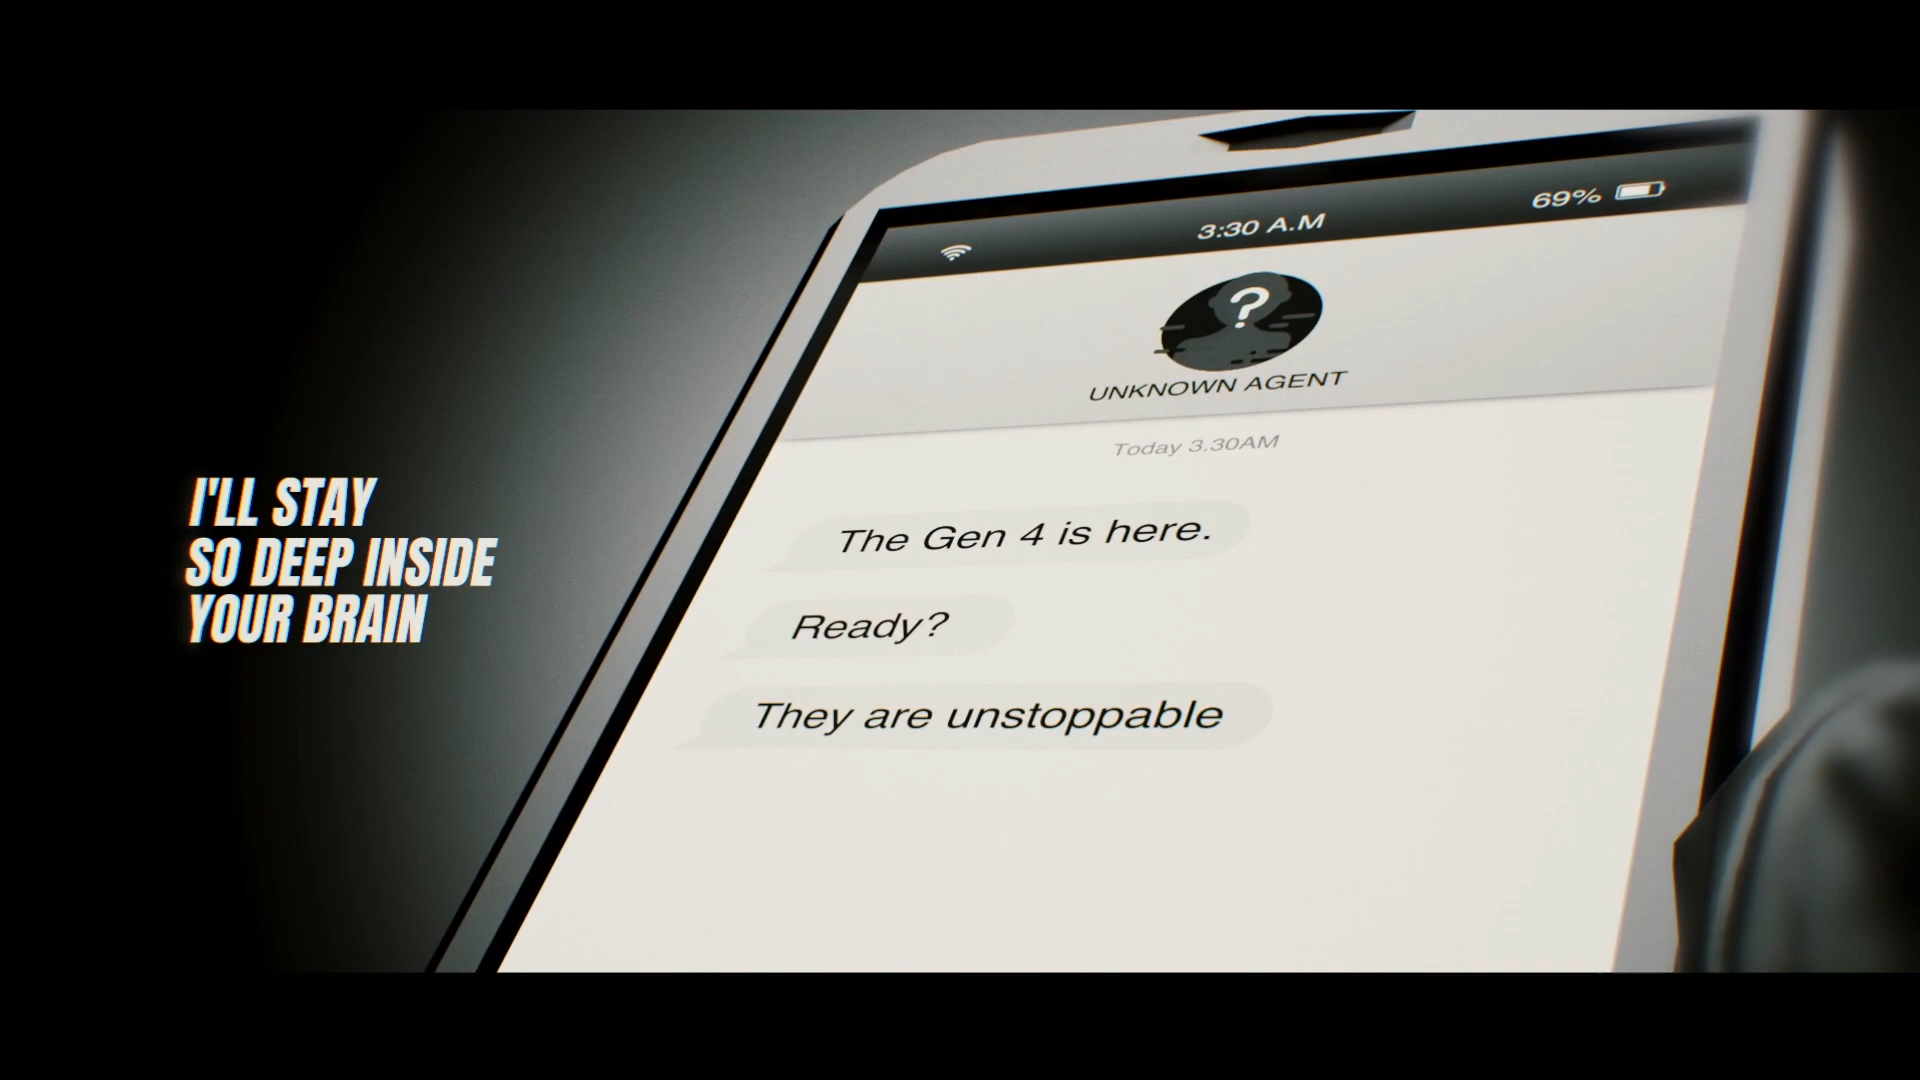 I'LL STAY
SO DEEP INSIDE
YOUR BRAIN
3:30 A.M
69%
?
UNKNOWN AGENT
Today 3.30AM
The Gen 4 is here.
Ready?
They are unstoppable